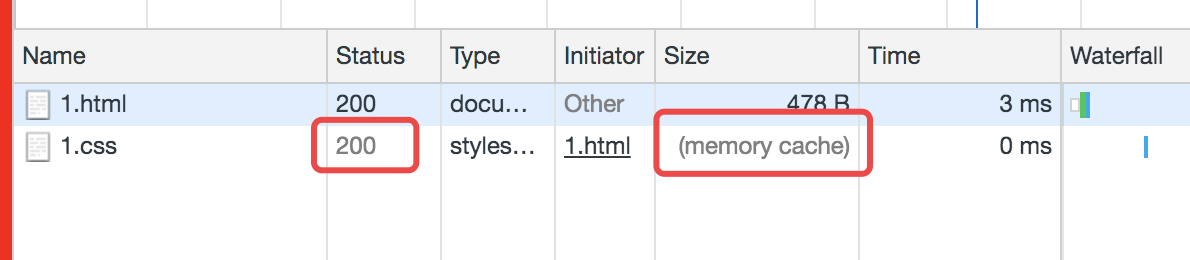 Name Status Type Initiator Size Time Waterfall
1.html 200 docu… Other 478 B 3 ms
1.css 200 styles… 1.html (memory cache) 0 ms